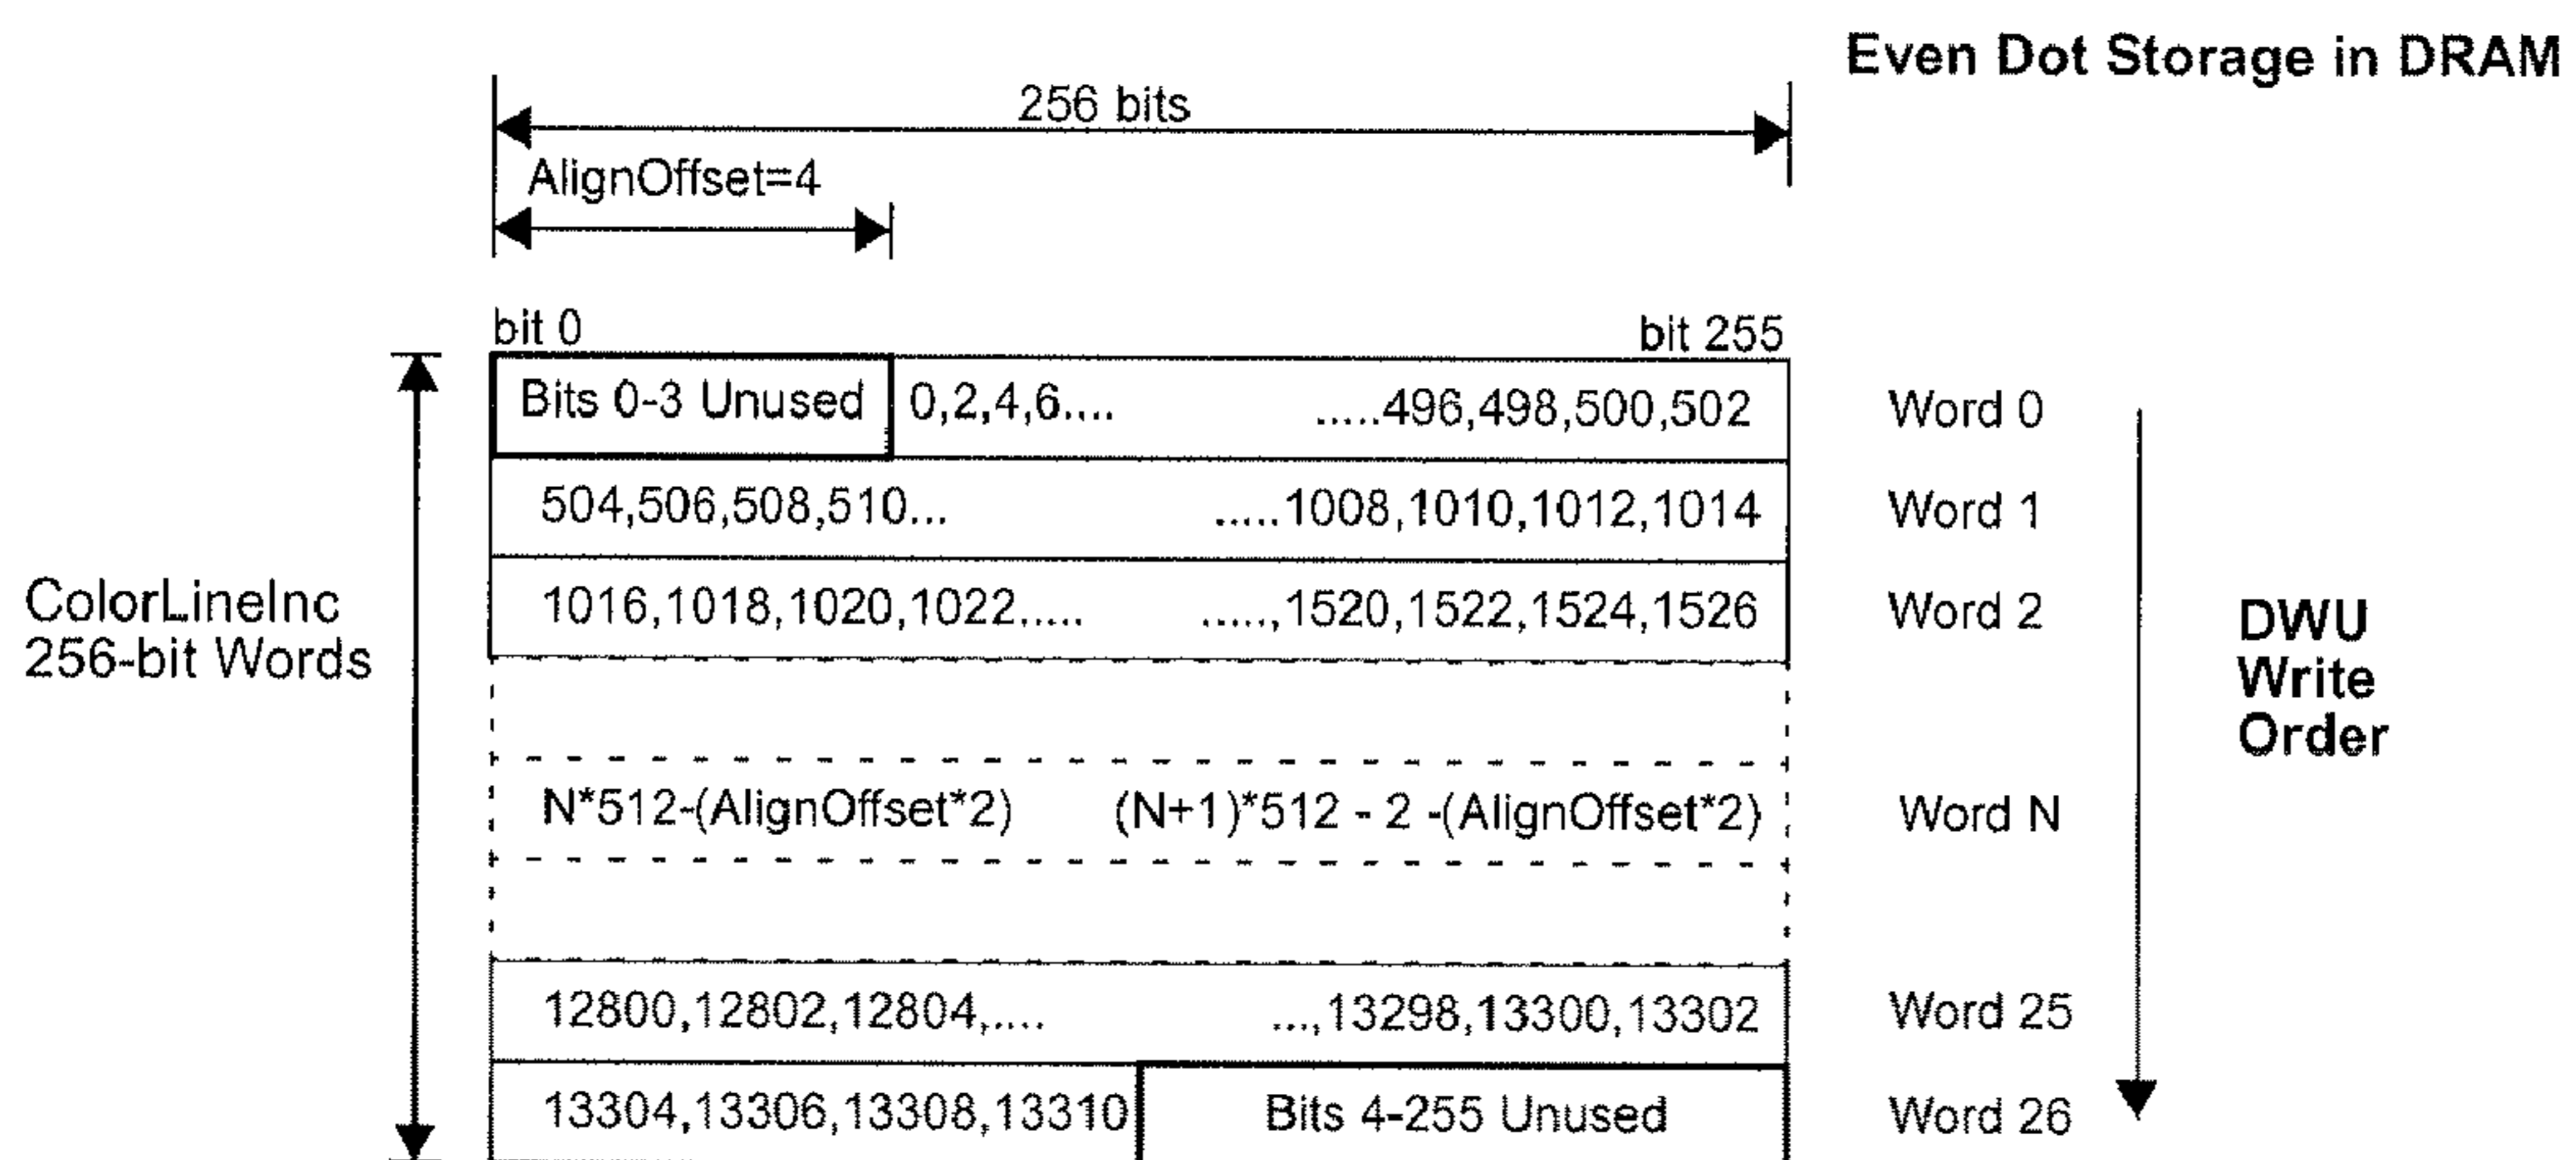 Even Dot Storage in DRAM
256 bits
AlignOffset=4
bit 0 bit 255
Bits 0-3 Unused 0,2,4,6.... .....496,498,500,502 Word 0
504,506,508,510... .....1008,1010,1012,1014 Word 1
1016,1018,1020,1022..... .....,1520,1522,1524,1526 Word 2
ColorLineInc
256-bit Words
DWU
Write
Order
N*512-(AlignOffset*2) (N+1)*512 - 2 -(AlignOffset*2) Word N
12800,12802,12804,.... ...,13298,13300,13302 Word 25
13304,13306,13308,13310 Bits 4-255 Unused Word 26